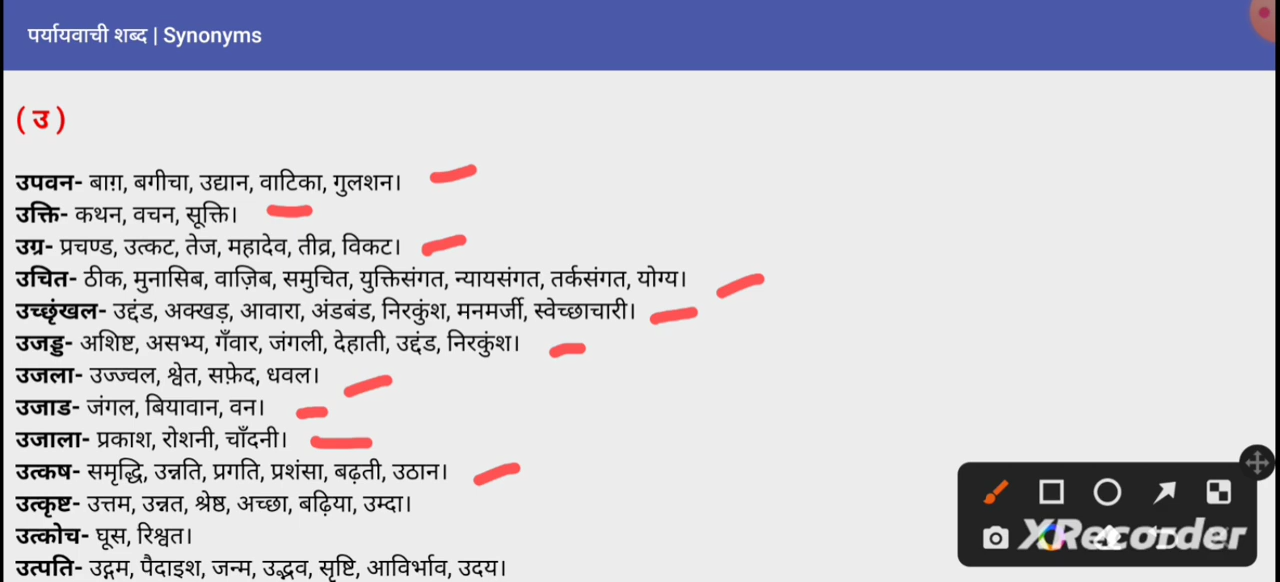 पर्यायवाची शब्द | Synonyms
( उ )
उपवन- बाग़, बगीचा, उद्यान, वाटिका, गुलशन।
उक्ति- कथन, वचन, सूक्ति।
उग्र- प्रचण्ड, उत्कट, तेज, महादेव, तीव्र, विकट।
उचित- ठीक, मुनासिब, वाज़िब, समुचित, युक्तिसंगत, न्यायसंगत, तर्कसंगत, योग्य।
उच्छृंखल- उद्दंड, अक्खड़, आवारा, अंडबंड, निरकुंश, मनमर्जी, स्वेच्छाचारी।
उजड्ड- अशिष्ट, असभ्य, गँवार, जंगली, देहाती, उद्दंड, निरकुंश।
उजला- उज्ज्वल, श्वेत, सफ़ेद, धवल।
उजाड- जंगल, बियावान, वन।
उजाला- प्रकाश, रोशनी, चाँदनी।
उत्कष- समृद्धि, उन्नति, प्रगति, प्रशंसा, बढ़ती, उठान।
उत्कृष्ट- उत्तम, उन्नत, श्रेष्ठ, अच्छा, बढ़िया, उम्दा।
उत्कोच- घूस, रिश्वत।
उत्पति- उद्गम, पैदाइश, जन्म, उद्भव, सृष्टि, आविर्भाव, उदय।
XRecorder